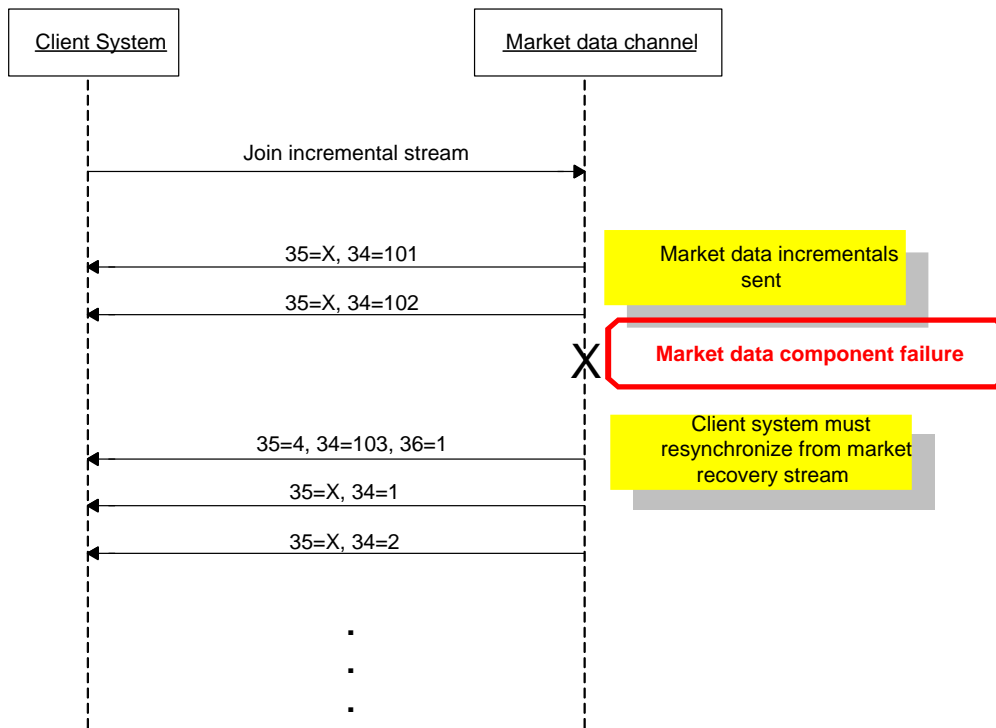 Client System
Market data channel
Join incremental stream
35=X, 34=101
Market data incrementals
sent
35=X, 34=102
X
Market data component failure
35=4, 34=103, 36=1
Client system must
resynchronize from market
recovery stream
35=X, 34=1
35=X, 34=2
.
.
.